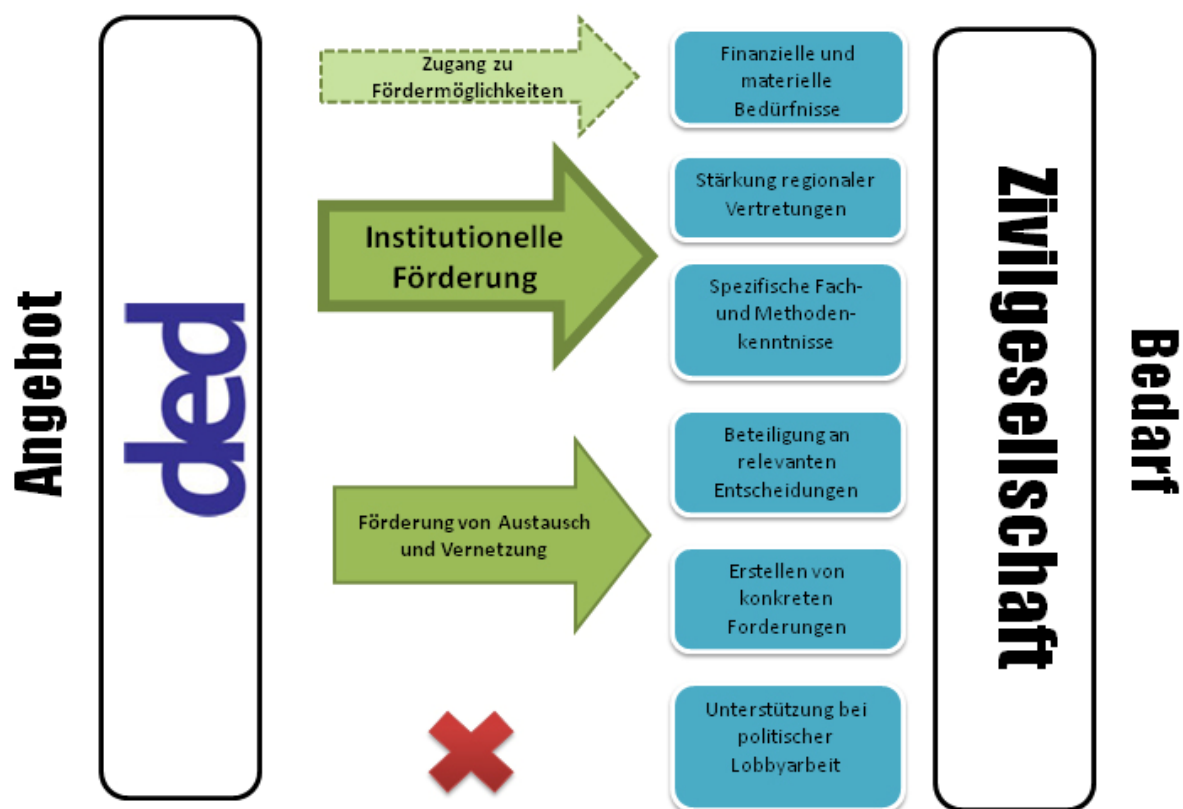 Angebot
ded
Zugang zu
Fördermöglichkeiten
Institutionelle
Förderung
Förderung von Austausch
und Vernetzung
Finanzielle und
materielle
Bedürfnisse
Stärkung regionaler
Vertretungen
Spezifische Fach-
und Methoden-
kenntnisse
Beteiligung an
relevanten
Entscheidungen
Erstellen von
konkreten
Forderungen
Unterstützung bei
politischer
Lobbyarbeit
Zivilgesellschaft
Bedarf